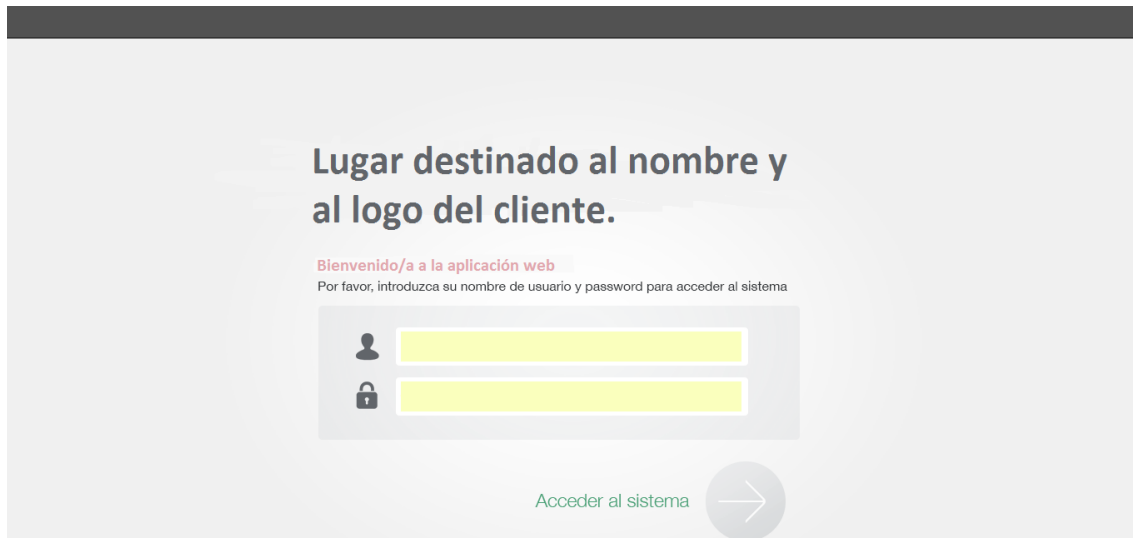 Lugar destinado al nombre y
al logo del cliente.
Bienvenido/a a la aplicación web
Por favor, introduzca su nombre de usuario y password para acceder al sistema
Acceder al sistema